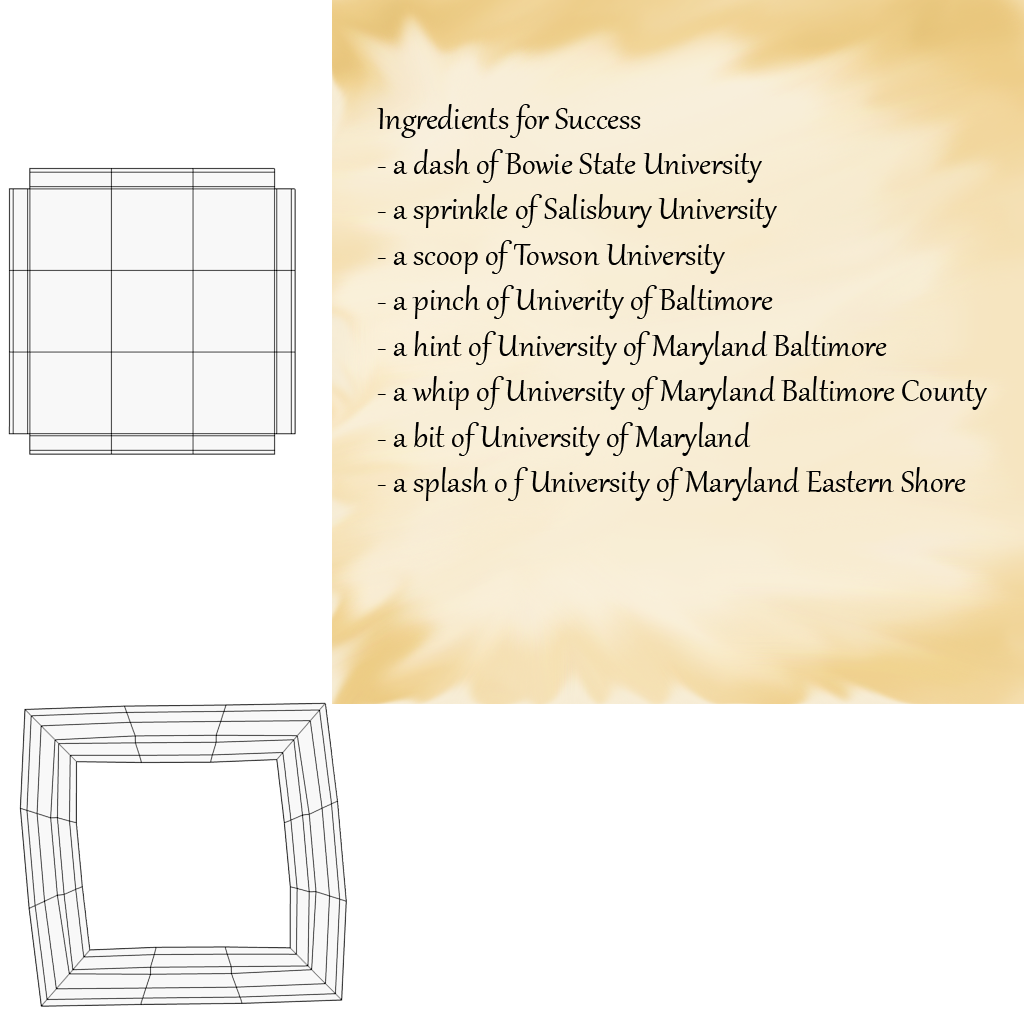 Ingredients for Success
- a dash of Bowie State University
- a sprinkle of Salisbury University
- a scoop of Towson University
- a pinch of Univerity of Baltimore
- a hint of University of Maryland Baltimore
- a whip of University of Maryland Baltimore County
- a bit of University of Maryland
- a splash o f University of Maryland Eastern Shore